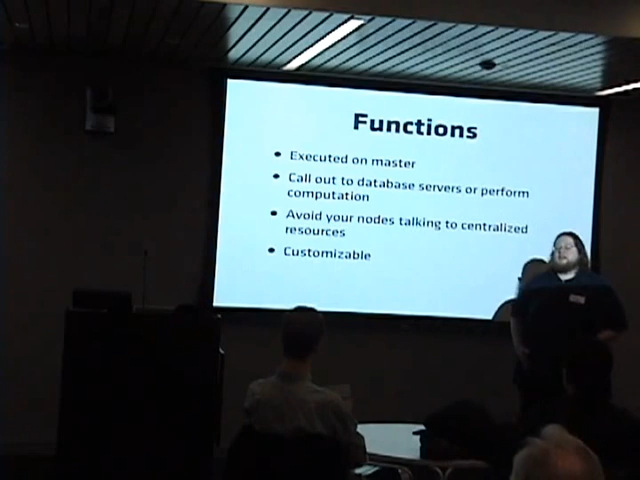 Functions
• Executed on master
• Call out to database servers or perform
computation
• Avoid your nodes talking to centralized
resources
• Customizable